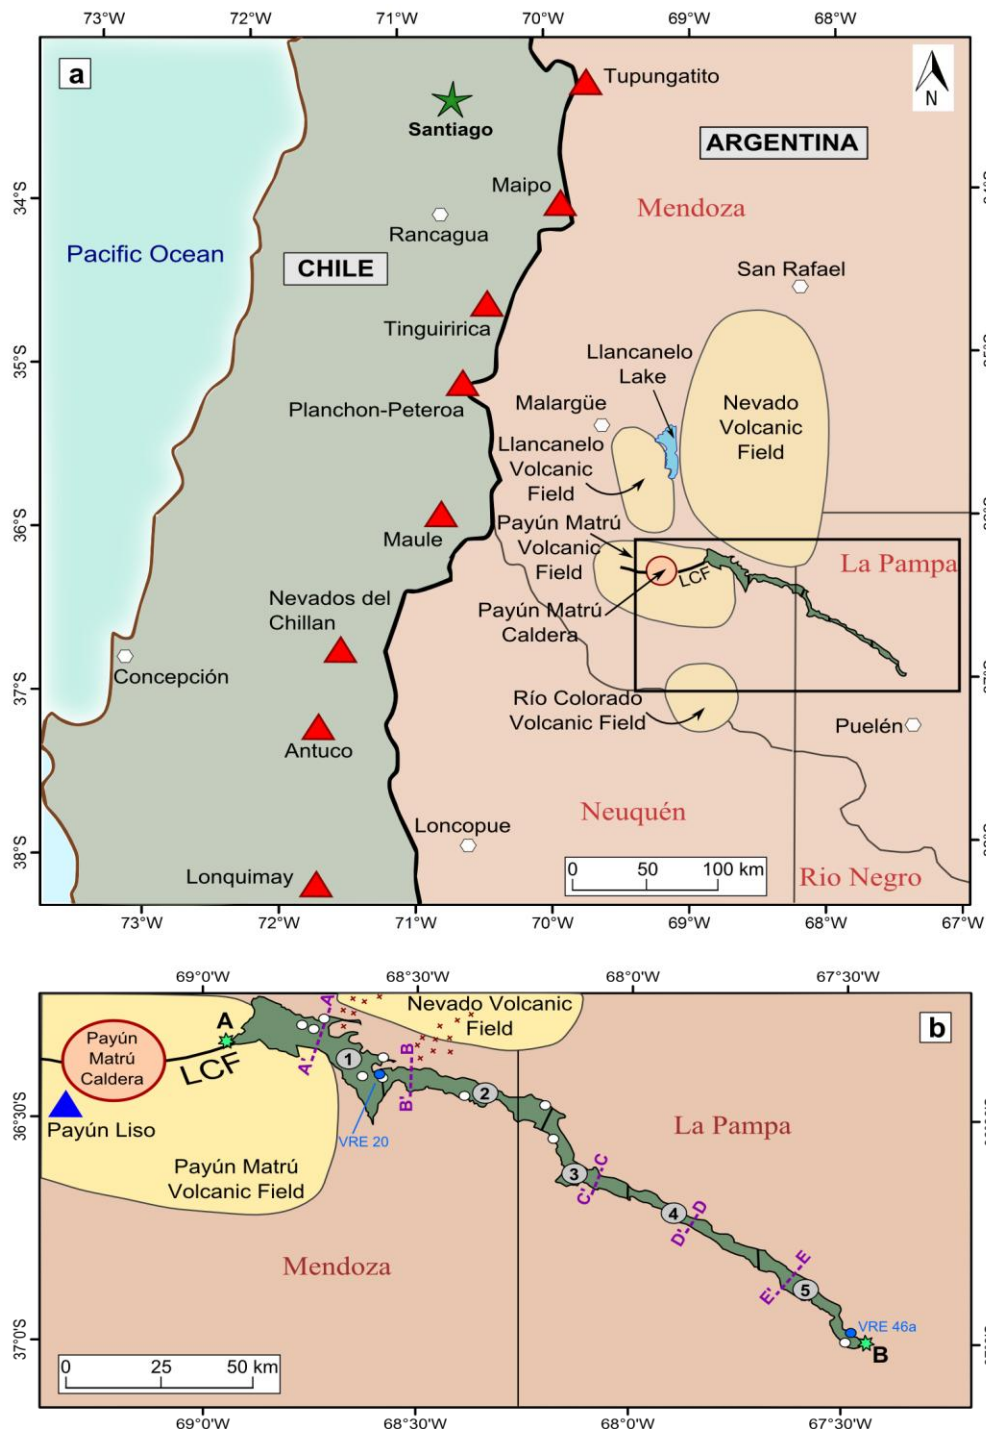 73°W 72°W 71°W 70°W 69°W 68°W
a
N
Tupungatito
Santiago
ARGENTINA
Maipo
34°S
Mendoza
Rancagua
Pacific Ocean
CHILE
San Rafael
Tinguiririca
Llancanelo
Lake
35°S
Planchon-Peteroa
Malargüe
Nevado
Volcanic
Field
Llancanelo
Volcanic
Field
36°S
Maule
Payún Matrú
Volcanic
Field
La Pampa
LCF
Nevados del
Chillan
Payún Matrú
Caldera
Concepción
37°S
Río Colorado
Volcanic Field
Puelén
Antuco
Neuquén
Loncopue
38°S
0 50 100 km
Lonquimay
Rio Negro
73°W 72°W 71°W 70°W 69°W 68°W 67°W
69°0'W 68°30'W 68°0'W 67°30'W
b
Nevado Volcanic
Field
A
A
Payún
Matrú
Caldera
LCF
A'
1
B
B'
2
36°30'S
Payún Liso
VRE 20
La Pampa
Payún Matrú
Volcanic Field
3
C
C'
4
D
D'
Mendoza
E
E'
5
VRE 46a
B
37°0'S
0 25 50 km
69°0'W 68°30'W 68°0'W 67°30'W